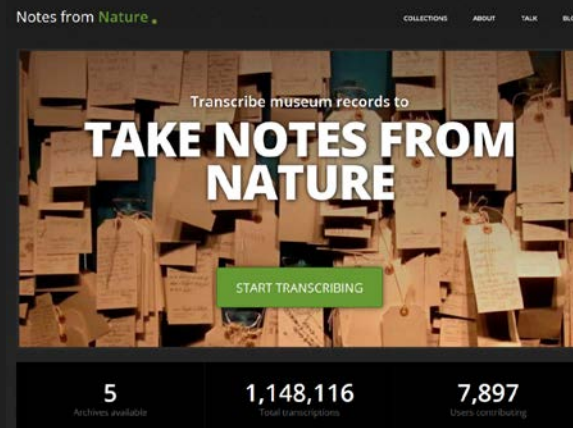 Notes from Nature.
COLLECTIONS ABOUT TALK BLO
Transcribe museum records to
TAKE NOTES FROM
NATURE
START TRANSCRIBING
5 1,148,116 7,897
Archives available Total transcriptions Users contributing